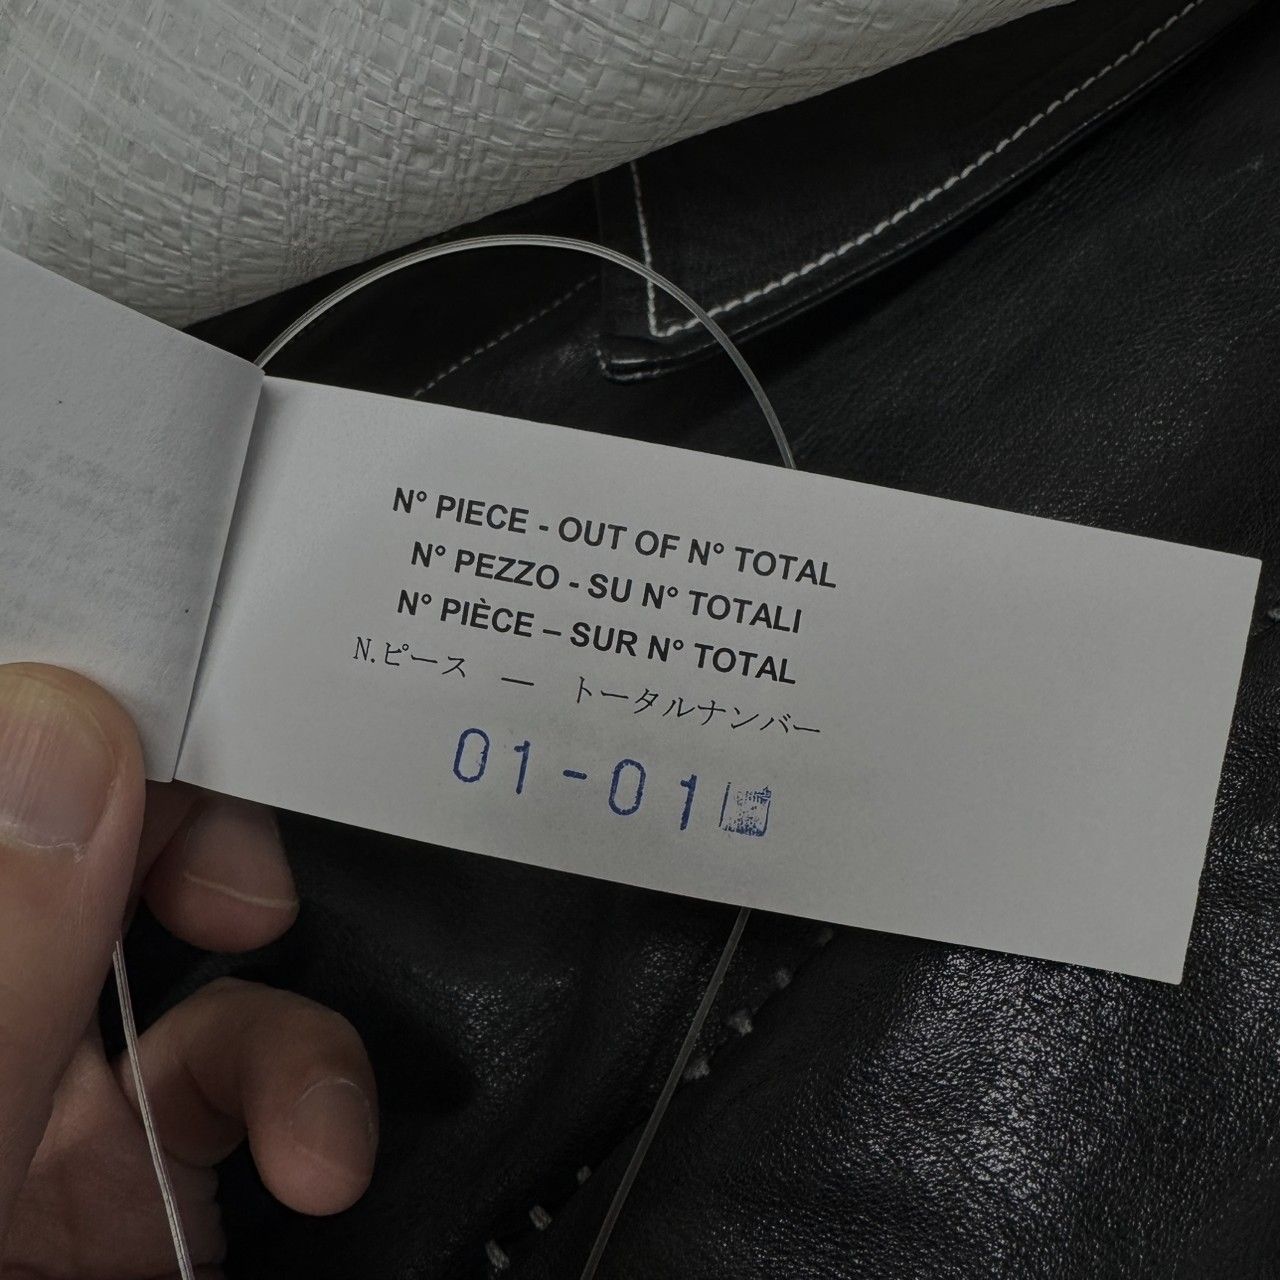 N° PIECE - OUT OF N° TOTAL
N° PEZZO - SU N° TOTALI
N° PIÈCE – SUR N° TOTAL
N.ピース ー トータルナンバー
01-01